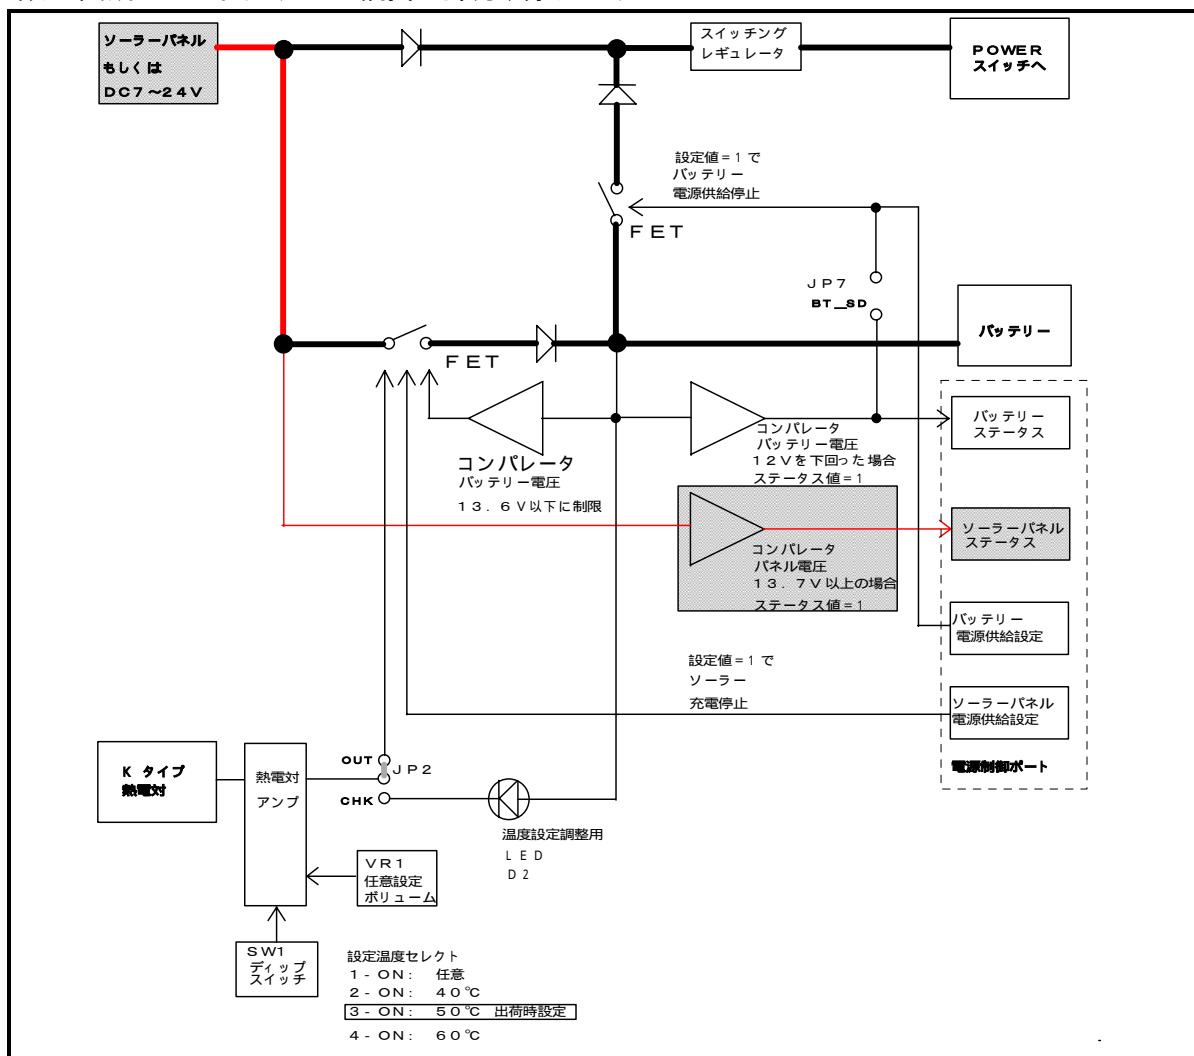 ソーラーパネル
もしくは
DC7~24V
スイッチング
レギュレータ
POWER
スイッチへ
設定値=1で
バッテリー
電源供給停止
FET
JP7
BT_SD
バッテリー
FET
コンパレータ
バッテリー電圧
13.6V以下に制限
コンパレータ
バッテリー電圧
12Vを下回った場合
ステータス値=1
バッテリー
ステータス
コンパレータ
パネル電圧
13.7V以上の場合
ステータス値=1
ソーラーパネル
ステータス
バッテリー
電源供給設定
設定値=1で
ソーラー
充電停止
ソーラーパネル
電源供給設定
電源制御ポート
K タイプ
熱電対
熱電対
アンプ
OUT
JP2
CHK
温度設定調整用
LED
D2
VR1
任意設定
ボリューム
SW1
ディップ
スイッチ
設定温度セレクト
1-ON: 任意
2-ON: 40℃
3-ON: 50℃ 出荷時設定
4-ON: 60℃